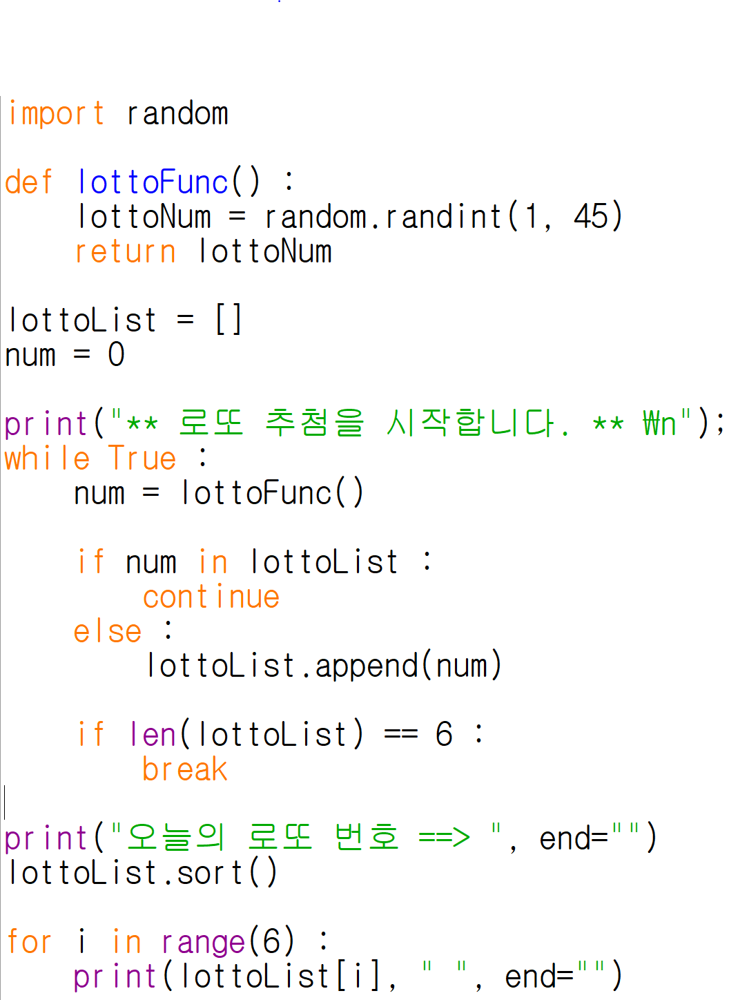 import random
def lottoFunc() :
    lottoNum = random.randint(1, 45)
    return lottoNum
lottoList = []
num = 0
print("** 로또 추첨을 시작합니다. ** ₩n");
while True :
    num = lottoFunc()
    if num in lottoList :
        continue
    else :
        lottoList.append(num)
    if len(lottoList) == 6 :
        break
print("오늘의 로또 번호 ==> ", end="")
lottoList.sort()
for i in range(6) :
    print(lottoList[i], " ", end="")